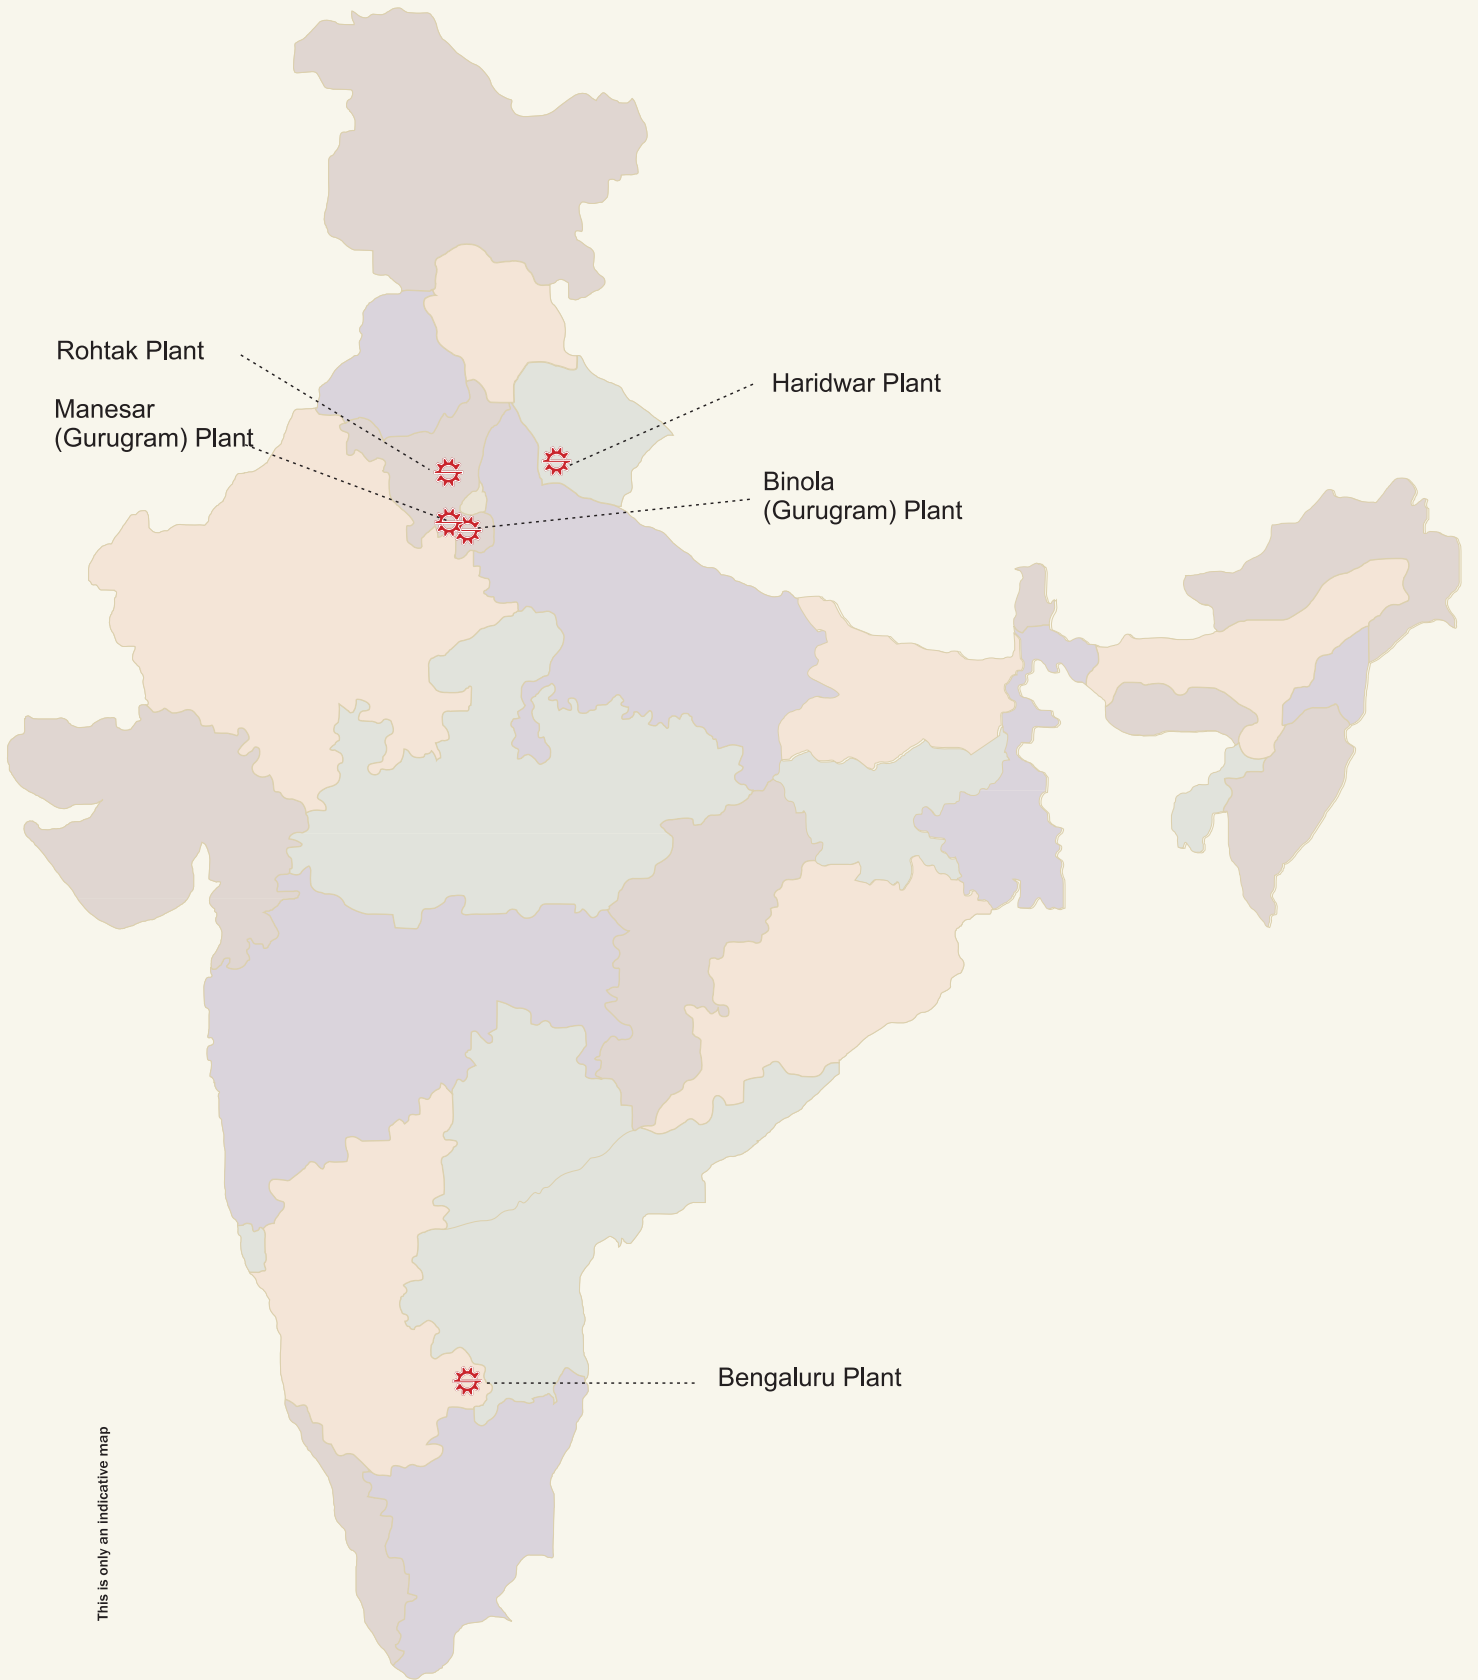 Rohtak Plant
Manesar
(Gurugram) Plant
Haridwar Plant
Binola
(Gurugram) Plant
Bengaluru Plant
This is only an indicative map